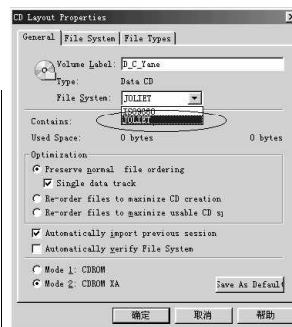 CD Layout Properties
General File System File Types
Volume Label: D_C_Yane
Type: Data CD
File System: JOLIET
ISO9660
JOLIET
Contains:
Used Space: 0 bytes 0 bytes
Optimization
Preserve normal file ordering
Single data track
Re-order files to maximize CD creation
Re-order files to maximize usable CD sp
Automatically import previous session
Automatically verify File System
Mode 1: CDROM
Mode 2: CDROM XA
Save As Default
确定 取消 帮助